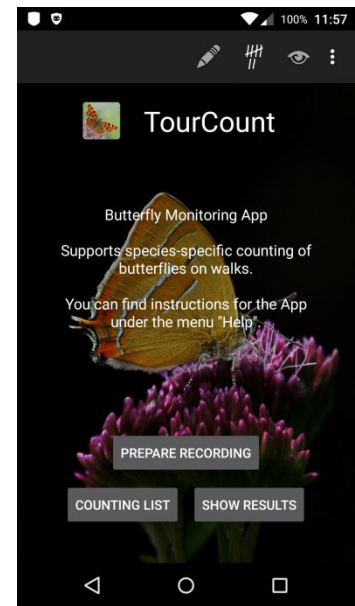 100% 11:57
TourCount
Butterfly Monitoring App
Supports species-specific counting of
butterflies on walks.
You can find instructions for the App
under the menu "Help".
PREPARE RECORDING
COUNTING LIST SHOW RESULTS